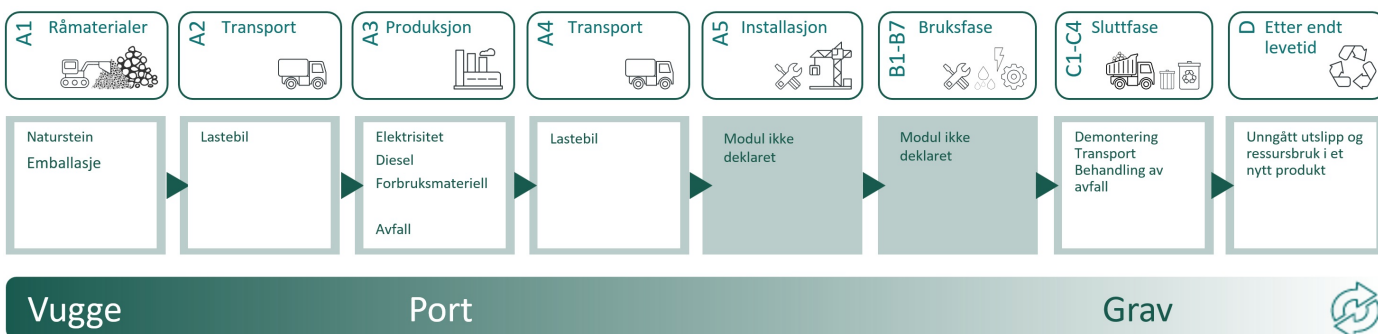 A1 Råmaterialer
A2 Transport
A3 Produksjon
A4 Transport
A5 Installasjon
B1-B7 Bruksfase
C1-C4 Sluttfase
D Etter endt
levetid
Naturstein
Emballasje
Lastebil
Elektrisitet
Diesel
Forbruksmateriell
Avfall
Lastebil
Modul ikke
deklaret
Modul ikke
deklaret
Demontering
Transport
Behandling av
avfall
Unngått utslipp og
ressursbruk i et
nytt produkt
Vugge
Port
Grav